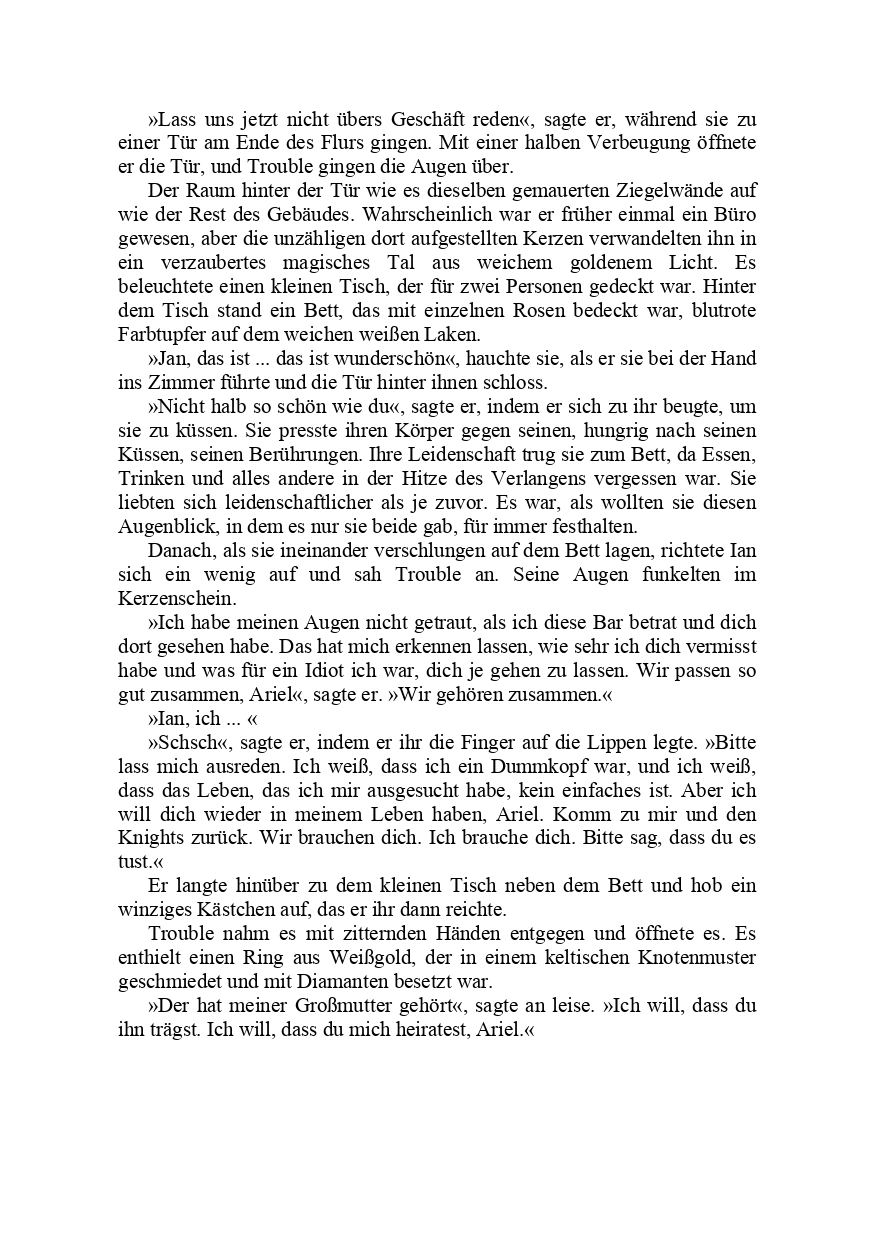 »Lass uns jetzt nicht übers Geschäft reden«, sagte er, während sie zu
einer Tür am Ende des Flurs gingen. Mit einer halben Verbeugung öffnete
er die Tür, und Trouble gingen die Augen über.
Der Raum hinter der Tür wie es dieselben gemauerten Ziegelwände auf
wie der Rest des Gebäudes. Wahrscheinlich war er früher einmal ein Büro
gewesen, aber die unzähligen dort aufgestellten Kerzen verwandelten ihn in
ein verzaubertes magisches Tal aus weichem goldenem Licht. Es
beleuchtete einen kleinen Tisch, der für zwei Personen gedeckt war. Hinter
dem Tisch stand ein Bett, das mit einzelnen Rosen bedeckt war, blutrote
Farbtupfer auf dem weichen weißen Laken.
»Jan, das ist ... das ist wunderschön«, hauchte sie, als er sie bei der Hand
ins Zimmer führte und die Tür hinter ihnen schloss.
»Nicht halb so schön wie du«, sagte er, indem er sich zu ihr beugte, um
sie zu küssen. Sie presste ihren Körper gegen seinen, hungrig nach seinen
Küssen, seinen Berührungen. Ihre Leidenschaft trug sie zum Bett, da Essen,
Trinken und alles andere in der Hitze des Verlangens vergessen war. Sie
liebten sich leidenschaftlicher als je zuvor. Es war, als wollten sie diesen
Augenblick, in dem es nur sie beide gab, für immer festhalten.
Danach, als sie ineinander verschlungen auf dem Bett lagen, richtete Ian
sich ein wenig auf und sah Trouble an. Seine Augen funkelten im
Kerzenschein.
»Ich habe meinen Augen nicht getraut, als ich diese Bar betrat und dich
dort gesehen habe. Das hat mich erkennen lassen, wie sehr ich dich vermisst
habe und was für ein Idiot ich war, dich je gehen zu lassen. Wir passen so
gut zusammen, Ariel«, sagte er. »Wir gehören zusammen.«
»Ian, ich ... «
»Schsch«, sagte er, indem er ihr die Finger auf die Lippen legte. »Bitte
lass mich ausreden. Ich weiß, dass ich ein Dummkopf war, und ich weiß,
dass das Leben, das ich mir ausgesucht habe, kein einfaches ist. Aber ich
will dich wieder in meinem Leben haben, Ariel. Komm zu mir und den
Knights zurück. Wir brauchen dich. Ich brauche dich. Bitte sag, dass du es
tust.«
Er langte hinüber zu dem kleinen Tisch neben dem Bett und hob ein
winziges Kästchen auf, das er ihr dann reichte.
Trouble nahm es mit zitternden Händen entgegen und öffnete es. Es
enthielt einen Ring aus Weißgold, der in einem keltischen Knotenmuster
geschmiedet und mit Diamanten besetzt war.
»Der hat meiner Großmutter gehört«, sagte an leise. »Ich will, dass du
ihn trägst. Ich will, dass du mich heiratest, Ariel.«